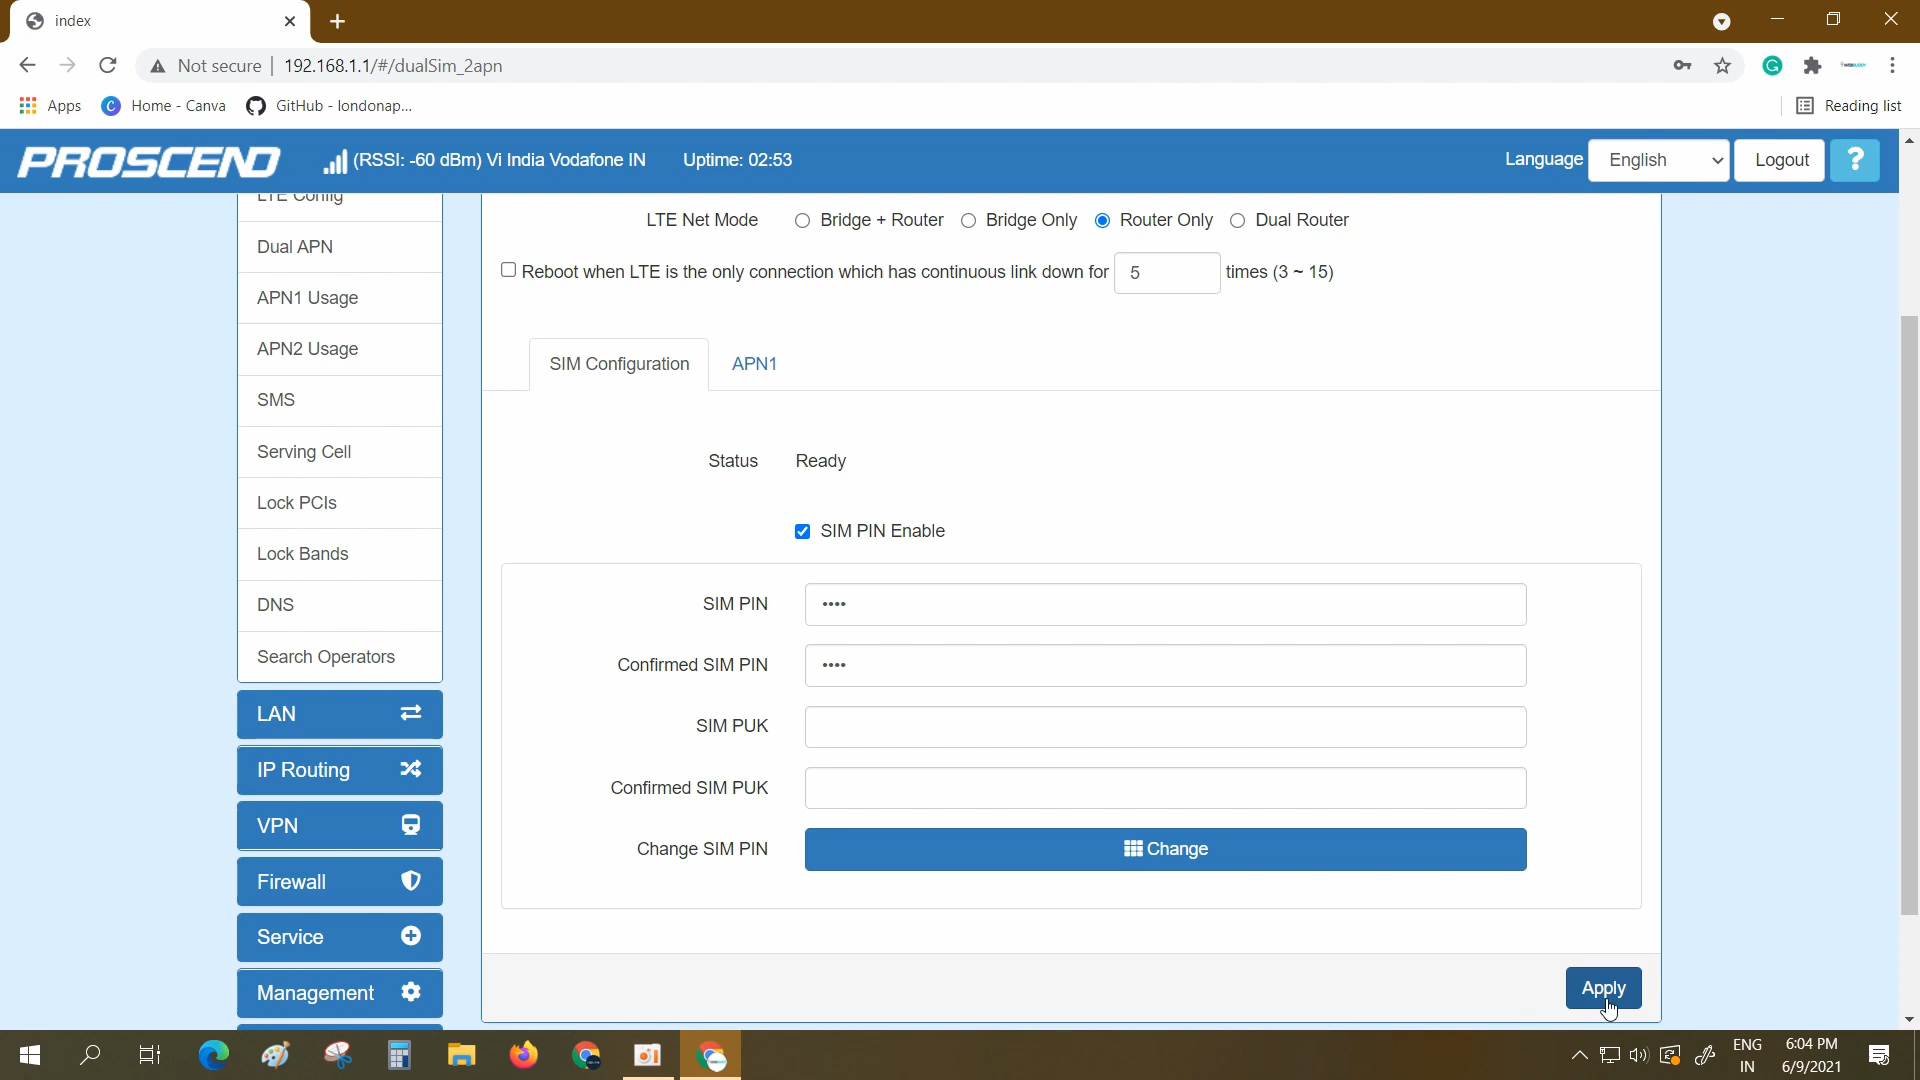 index
Not secure
192.168.1.1/#/dualSim_2apn
Apps
Home - Canva
GitHub - londonap...
Reading list
PROSCEND
(RSSI: -60 dBm) Vi India Vodafone IN
Uptime: 02:53
Language
English
Logout
?
LTE Config
Dual APN
APN1 Usage
APN2 Usage
SMS
Serving Cell
Lock PCIs
Lock Bands
DNS
Search Operators
LAN
IP Routing
VPN
Firewall
Service
Management
LTE Net Mode
Bridge + Router
Bridge Only
Router Only
Dual Router
Reboot when LTE is the only connection which has continuous link down for 5 times (3 ~ 15)
SIM Configuration
APN1
Status
Ready
SIM PIN Enable
SIM PIN
••••
Confirmed SIM PIN
••••
SIM PUK
Confirmed SIM PUK
Change SIM PIN
Change
Apply
ENG
IN
6:04 PM
6/9/2021